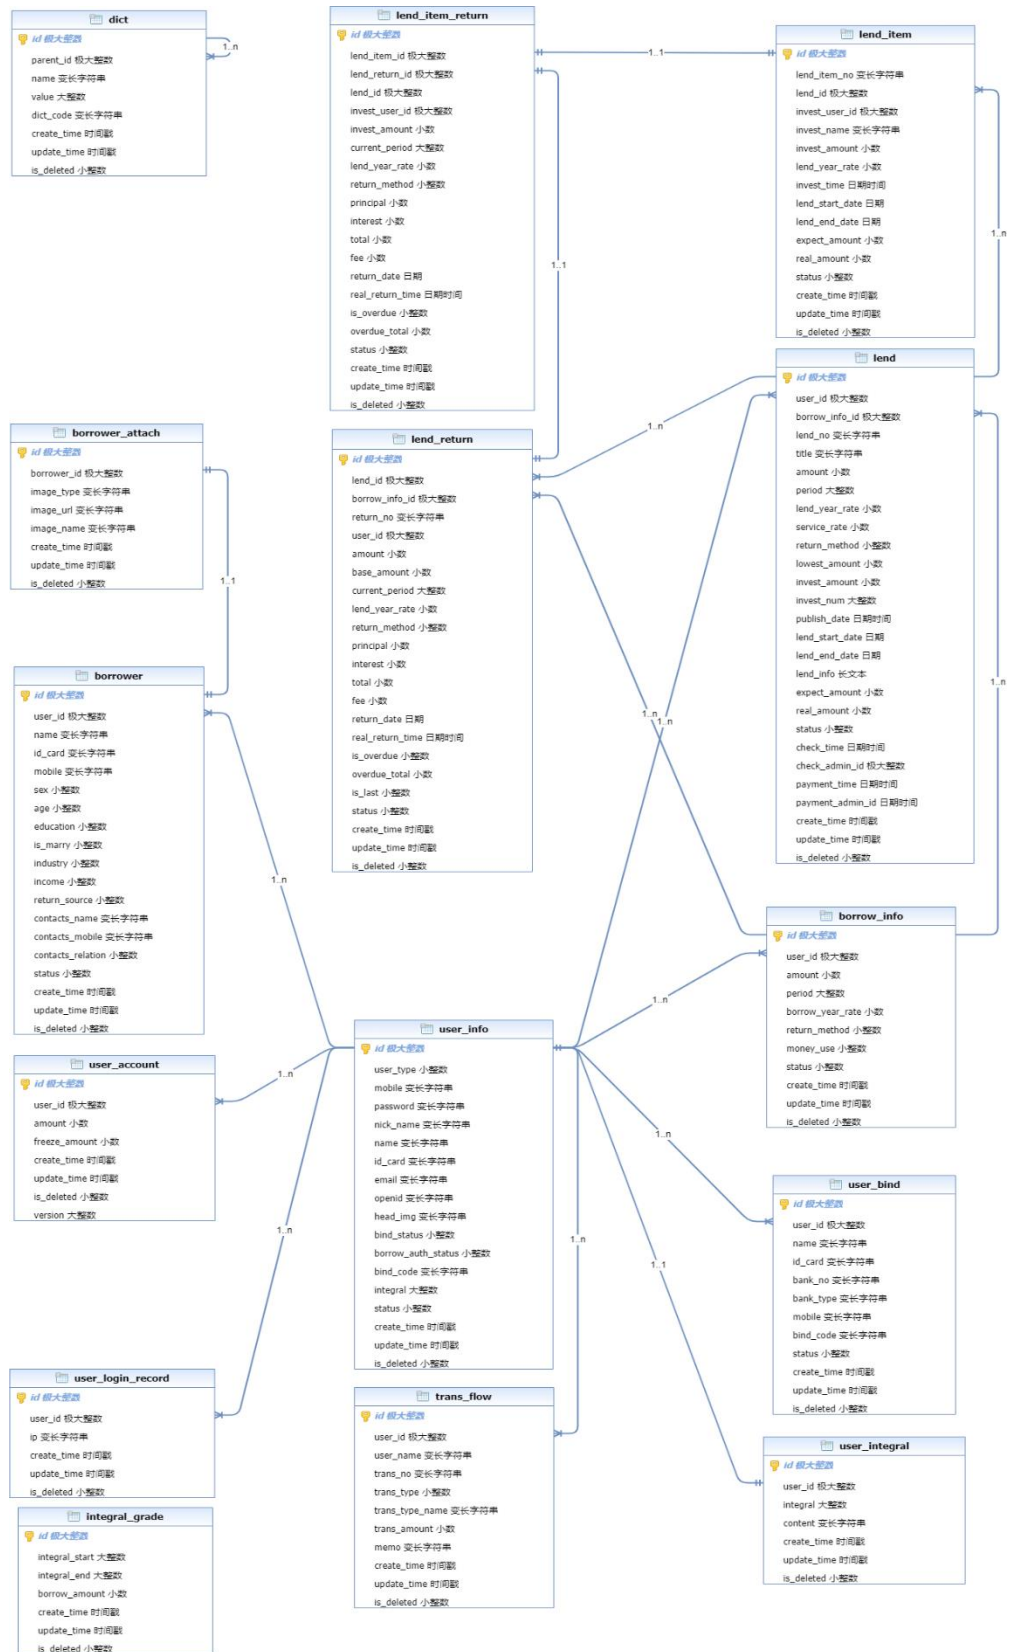 dict
id 极大整数
parent_id 极大整数
name 变长字符串
value 大整数
dict_code 变长字符串
create_time 时间戳
update_time 时间戳
is_deleted 小整数
1..n
lend_item_return
id 极大整数
lend_item_id 极大整数
lend_return_id 极大整数
lend_id 极大整数
invest_user_id 极大整数
invest_amount 小数
current_period 大整数
lend_year_rate 小数
return_method 小整数
principal 小数
interest 小数
total 小数
fee 小数
return_date 日期
real_return_time 日期时间
is_overdue 小整数
overdue_total 小数
status 小整数
create_time 时间戳
update_time 时间戳
is_deleted 小整数
1..1
1..1
lend_item
id 极大整数
lend_item_no 变长字符串
lend_id 极大整数
invest_user_id 极大整数
invest_name 变长字符串
invest_amount 小数
lend_year_rate 小数
invest_time 日期时间
lend_start_date 日期
lend_end_date 日期
expect_amount 小数
real_amount 小数
status 小整数
create_time 时间戳
update_time 时间戳
is_deleted 小整数
1..n
lend
id 极大整数
user_id 极大整数
borrow_info_id 极大整数
lend_no 变长字符串
title 变长字符串
amount 小数
period 大整数
lend_year_rate 小数
service_rate 小数
return_method 小整数
lowest_amount 小数
invest_amount 小数
invest_num 大整数
publish_date 日期时间
lend_start_date 日期
lend_end_date 日期
lend_info 长文本
expect_amount 小数
real_amount 小数
status 小整数
check_time 日期时间
check_admin_id 极大整数
payment_time 日期时间
payment_admin_id 日期时间
create_time 时间戳
update_time 时间戳
is_deleted 小整数
1..n
1..n
borrower_attach
id 极大整数
borrower_id 极大整数
image_type 变长字符串
image_url 变长字符串
image_name 变长字符串
create_time 时间戳
update_time 时间戳
is_deleted 小整数
1..1
lend_return
id 极大整数
lend_id 极大整数
borrow_info_id 极大整数
return_no 变长字符串
user_id 极大整数
amount 小数
base_amount 小数
current_period 大整数
lend_year_rate 小数
return_method 小整数
principal 小数
interest 小数
total 小数
fee 小数
return_date 日期
real_return_time 日期时间
is_overdue 小整数
overdue_total 小数
is_last 小整数
status 小整数
create_time 时间戳
update_time 时间戳
is_deleted 小整数
1..n
1..n
borrower
id 极大整数
user_id 极大整数
name 变长字符串
id_card 变长字符串
mobile 变长字符串
sex 小整数
age 小整数
education 小整数
is_marry 小整数
industry 小整数
income 小整数
return_source 小整数
contacts_name 变长字符串
contacts_mobile 变长字符串
contacts_relation 小整数
status 小整数
create_time 时间戳
update_time 时间戳
is_deleted 小整数
1..n
borrow_info
id 极大整数
user_id 极大整数
amount 小数
period 大整数
borrow_year_rate 小数
return_method 小整数
money_use 小整数
status 小整数
create_time 时间戳
update_time 时间戳
is_deleted 小整数
1..n
user_info
id 极大整数
user_type 小整数
mobile 变长字符串
password 变长字符串
nick_name 变长字符串
name 变长字符串
id_card 变长字符串
email 变长字符串
openid 变长字符串
head_img 变长字符串
bind_status 小整数
borrow_auth_status 小整数
bind_code 变长字符串
integral 大整数
status 小整数
create_time 时间戳
update_time 时间戳
is_deleted 小整数
user_account
id 极大整数
user_id 极大整数
amount 小数
freeze_amount 小数
create_time 时间戳
update_time 时间戳
is_deleted 小整数
version 大整数
1..n
1..n
1..n
1..n
1..1
user_bind
id 极大整数
user_id 极大整数
name 变长字符串
id_card 变长字符串
bank_no 变长字符串
bank_type 变长字符串
mobile 变长字符串
bind_code 变长字符串
status 小整数
create_time 时间戳
update_time 时间戳
is_deleted 小整数
user_login_record
id 极大整数
user_id 极大整数
ip 变长字符串
create_time 时间戳
update_time 时间戳
is_deleted 小整数
trans_flow
id 极大整数
user_id 极大整数
user_name 变长字符串
trans_no 变长字符串
trans_type 小整数
trans_type_name 变长字符串
trans_amount 小数
memo 变长字符串
create_time 时间戳
update_time 时间戳
is_deleted 小整数
user_integral
id 极大整数
user_id 极大整数
integral 大整数
content 变长字符串
create_time 时间戳
update_time 时间戳
is_deleted 小整数
integral_grade
id 极大整数
integral_start 大整数
integral_end 大整数
borrow_amount 小数
create_time 时间戳
update_time 时间戳
is_deleted 小整数